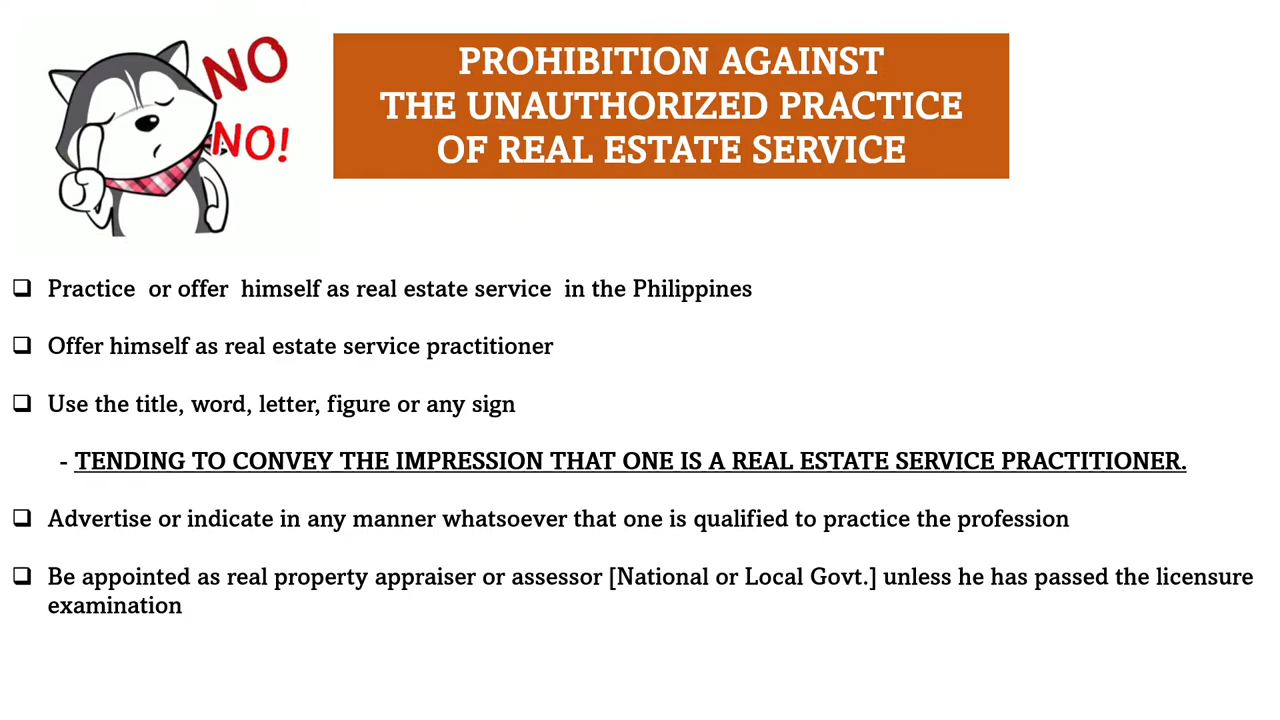 NO
NO!
PROHIBITION AGAINST
THE UNAUTHORIZED PRACTICE
OF REAL ESTATE SERVICE
Practice or offer himself as real estate service in the Philippines
Offer himself as real estate service practitioner
Use the title, word, letter, figure or any sign
- TENDING TO CONVEY THE IMPRESSION THAT ONE IS A REAL ESTATE SERVICE PRACTITIONER.
Advertise or indicate in any manner whatsoever that one is qualified to practice the profession
Be appointed as real property appraiser or assessor [National or Local Govt.] unless he has passed the licensure
examination